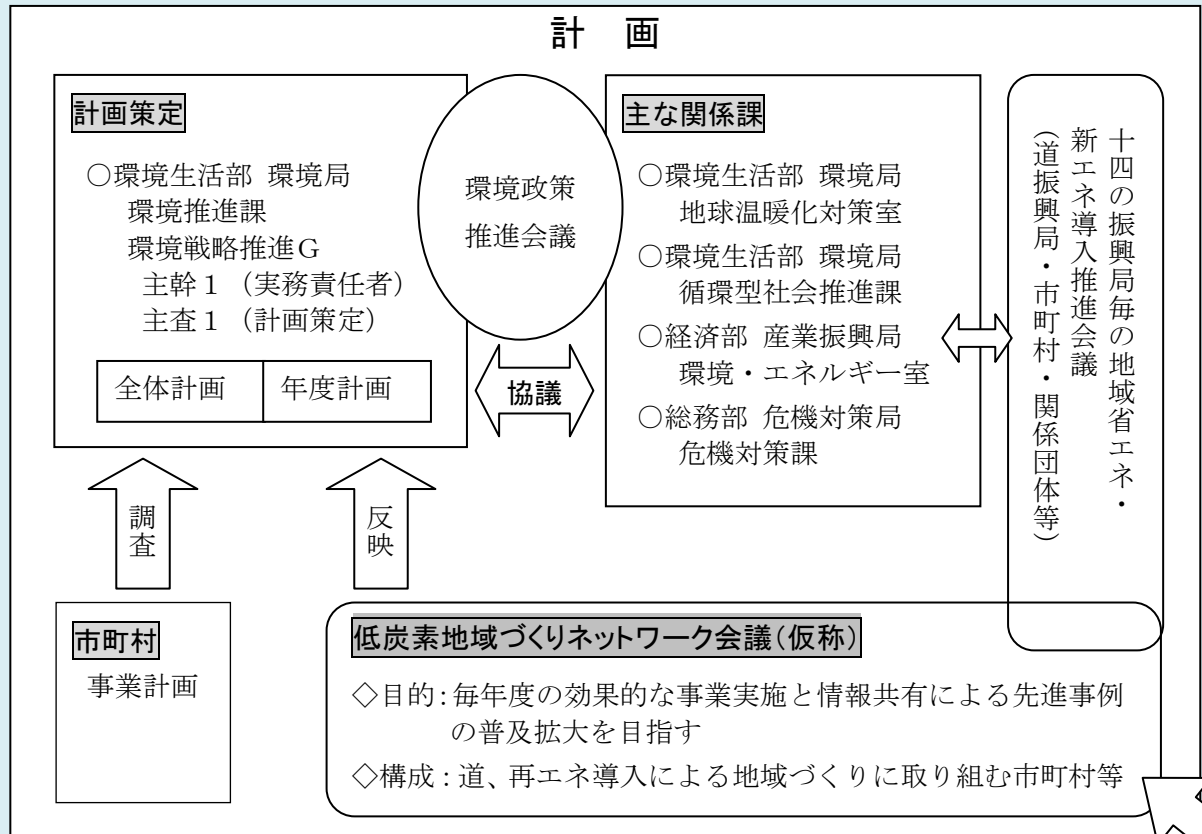 計 画
計画策定
○環境生活部 環境局
環境推進課
環境戦略推進G
主幹1 (実務責任者)
主査1 (計画策定)
全体計画 年度計画
環境政策
推進会議
協議
主な関係課
○環境生活部 環境局
地球温暖化対策室
○環境生活部 環境局
循環型社会推進課
○経済部 産業振興局
環境・エネルギー室
○総務部 危機対策局
危機対策課
十四の振興局毎の地域省エネ・
新エネ導入推進会議
(道振興局・市町村・関係団体等)
調査
反映
市町村
事業計画
低炭素地域づくりネットワーク会議(仮称)
◇目的:毎年度の効果的な事業実施と情報共有による先進事例
の普及拡大を目指す
◇構成:道、再エネ導入による地域づくりに取り組む市町村等